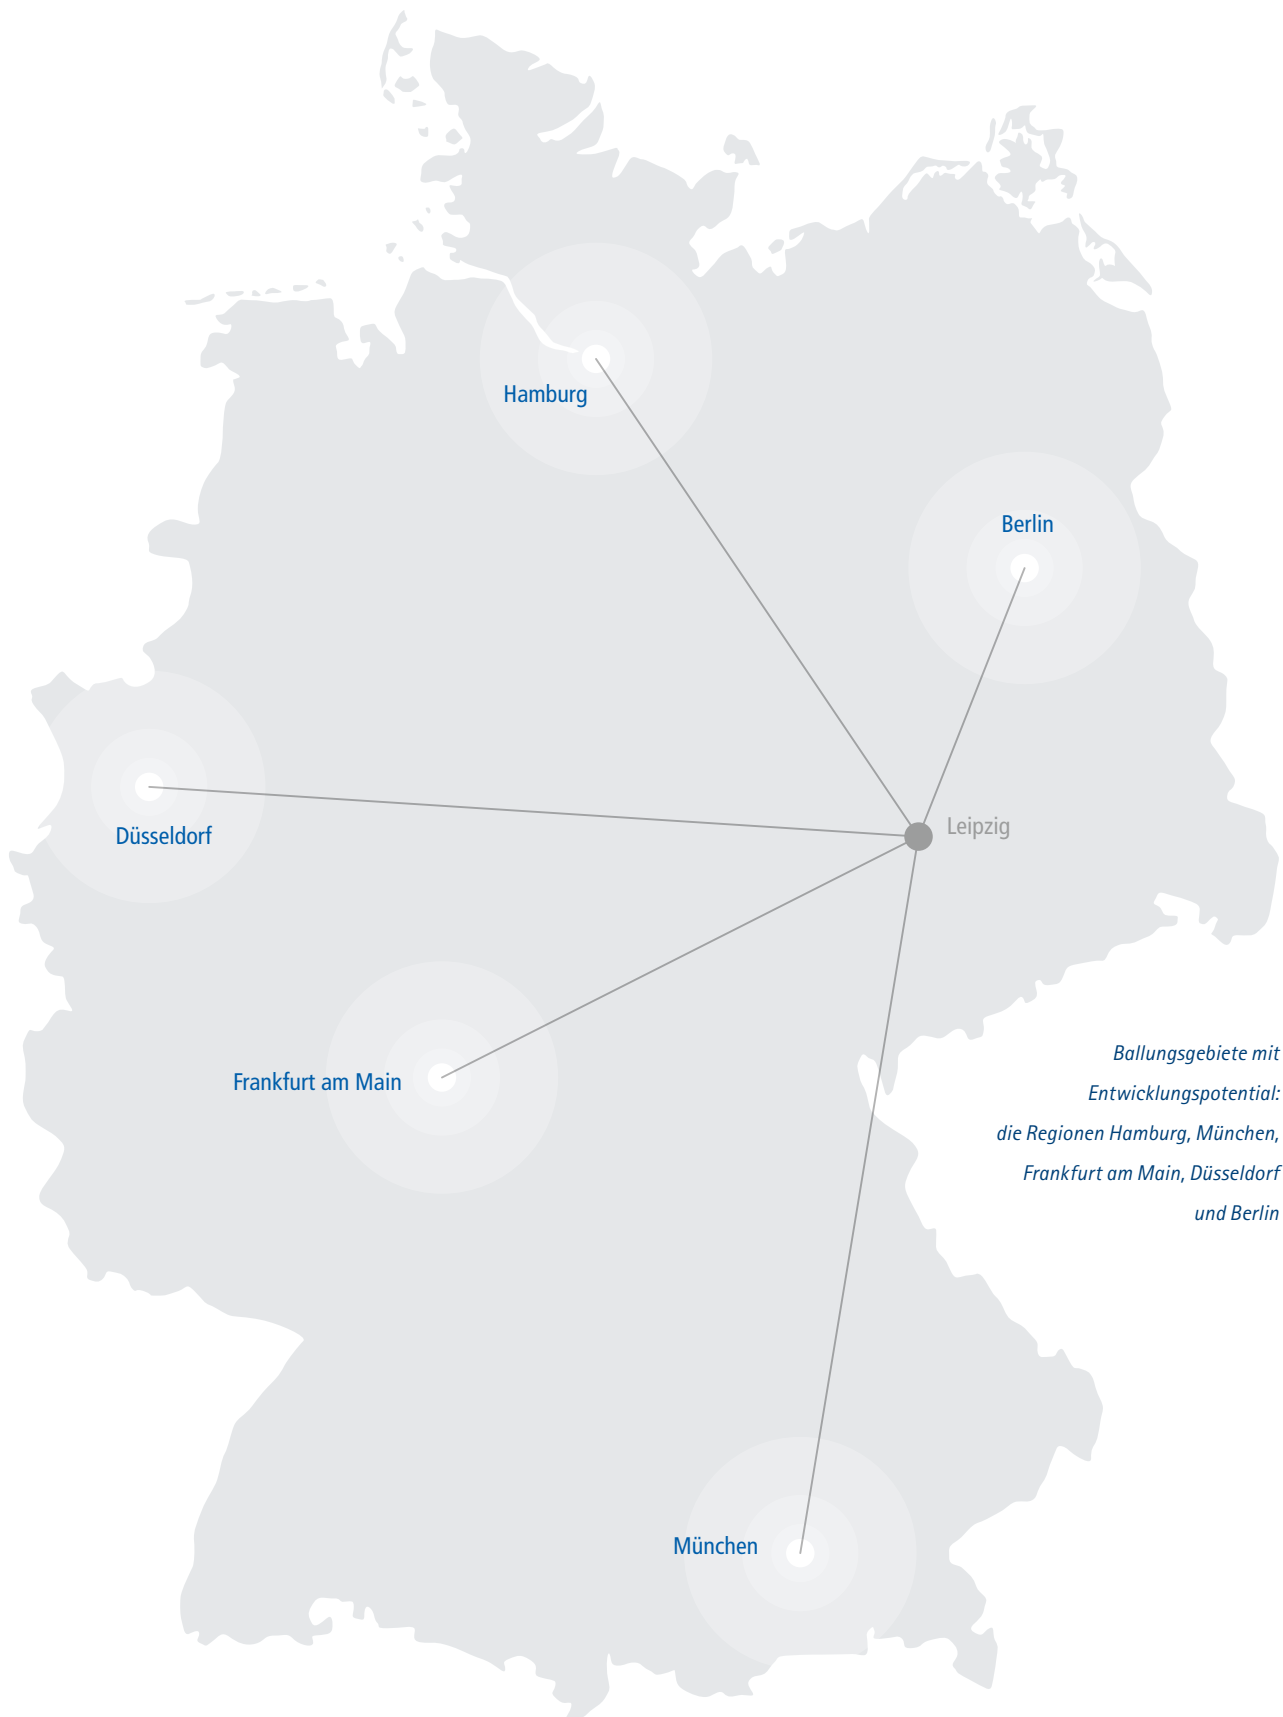 Hamburg
Berlin
Leipzig
Düsseldorf
Ballungsgebiete mit
Entwicklungspotential:
die Regionen Hamburg, München,
Frankfurt am Main, Düsseldorf
und Berlin
Frankfurt am Main
München